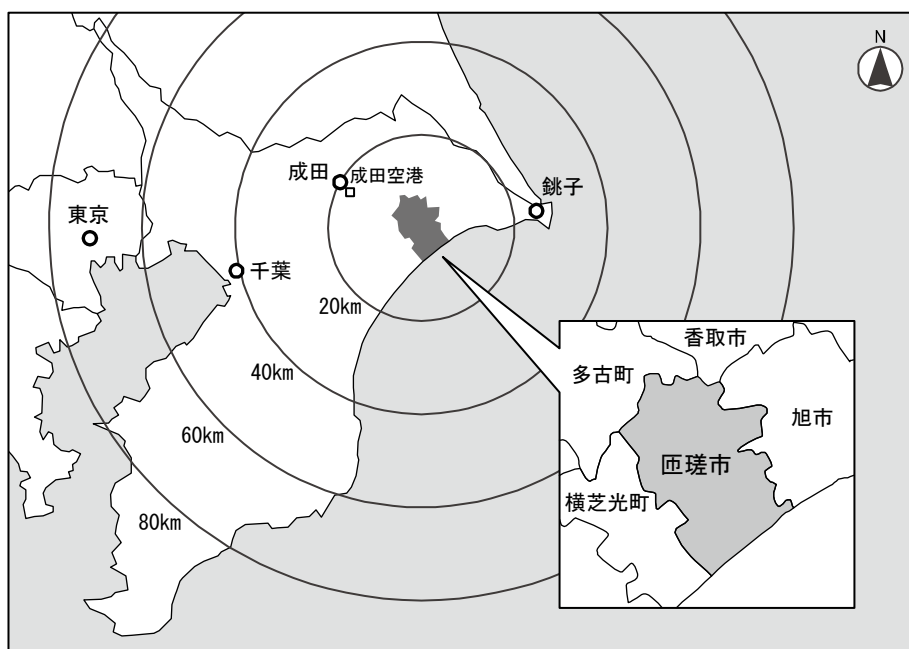 N
成田
成田空港
銚子
東京
千葉
20km
40km
60km
80km
香取市
多古町
旭市
匝瑳市
横芝光町